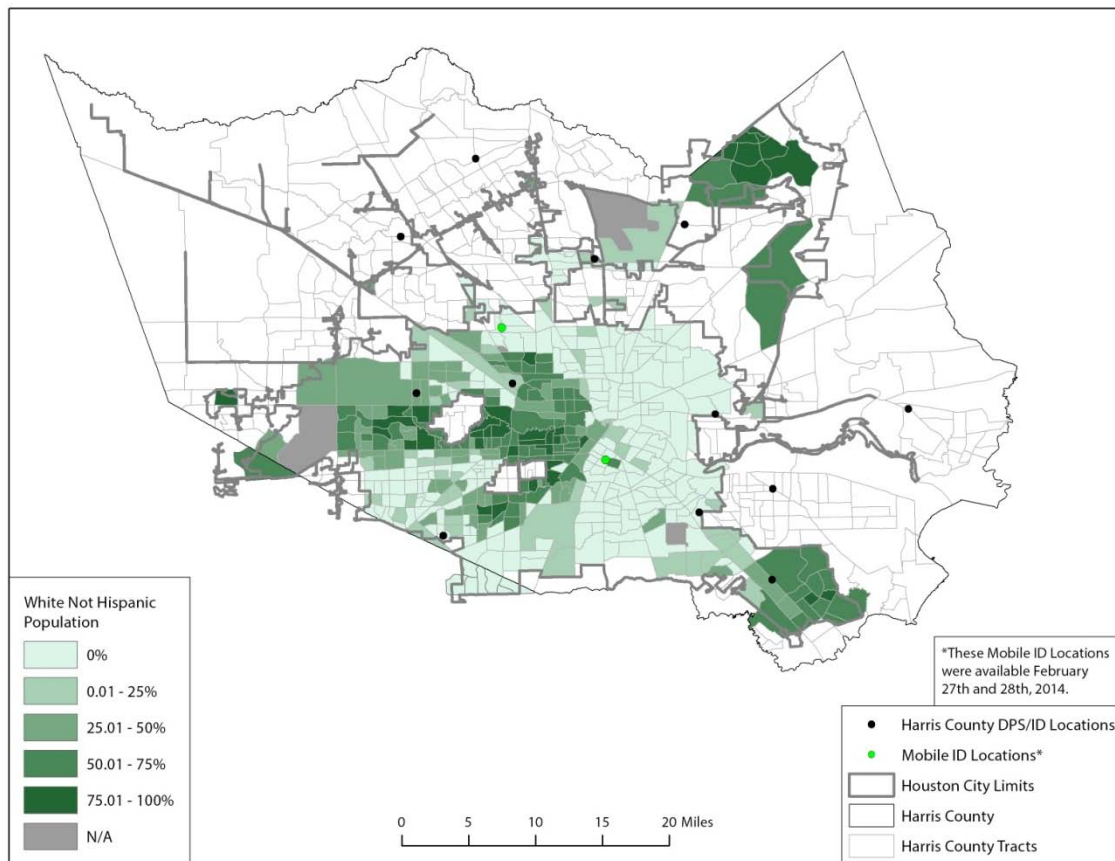 White Not Hispanic
Population
0%
0.01 - 25%
25.01 - 50%
50.01 - 75%
75.01 - 100%
N/A
0 5 10 15 20 Miles
*These Mobile ID Locations
were available February
27th and 28th, 2014.
Harris County DPS/ID Locations
Mobile ID Locations*
Houston City Limits
Harris County
Harris County Tracts